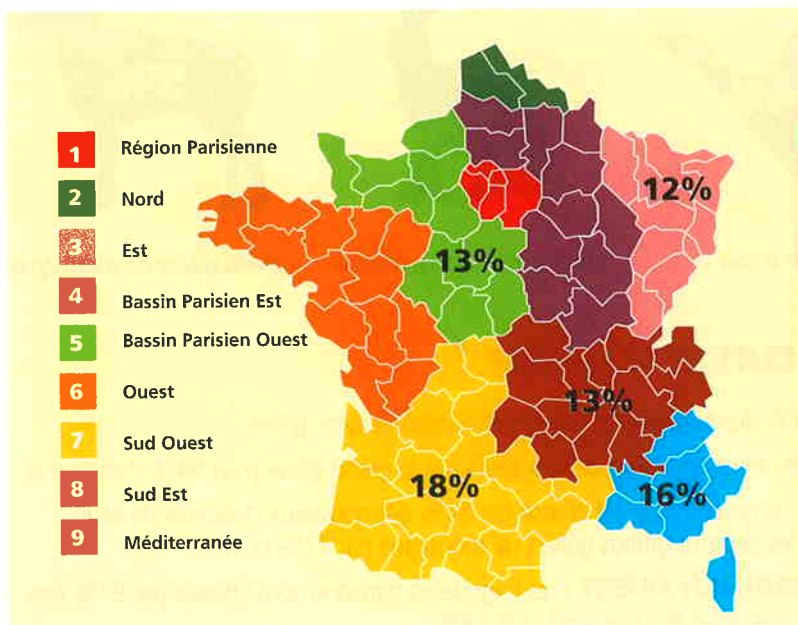 1 Région Parisienne
2 Nord
3 Est
4 Bassin Parisien Est
5 Bassin Parisien Ouest
6 Ouest
7 Sud Ouest
8 Sud Est
9 Méditerranée
12%
13%
13%
18%
16%